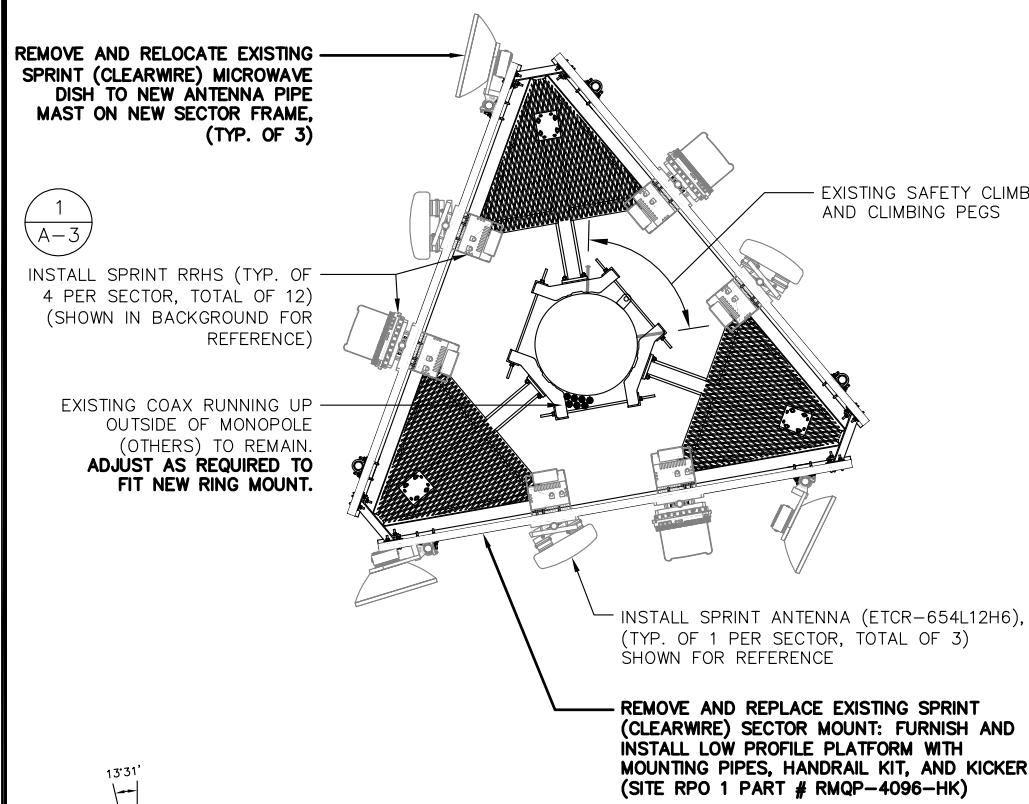 REMOVE AND RELOCATE EXISTING
SPRINT (CLEARWIRE) MICROWAVE
DISH TO NEW ANTENNA PIPE
MAST ON NEW SECTOR FRAME,
(TYP. OF 3)
EXISTING SAFETY CLIMB
AND CLIMBING PEGS
1
A-3
INSTALL SPRINT RRHS (TYP. OF
4 PER SECTOR, TOTAL OF 12)
(SHOWN IN BACKGROUND FOR
REFERENCE)
EXISTING COAX RUNNING UP
OUTSIDE OF MONOPOLE
(OTHERS) TO REMAIN.
ADJUST AS REQUIRED TO
FIT NEW RING MOUNT.
INSTALL SPRINT ANTENNA (ETCR-654L12H6),
(TYP. OF 1 PER SECTOR, TOTAL OF 3)
SHOWN FOR REFERENCE
REMOVE AND REPLACE EXISTING SPRINT
(CLEARWIRE) SECTOR MOUNT: FURNISH AND
INSTALL LOW PROFILE PLATFORM WITH
MOUNTING PIPES, HANDRAIL KIT, AND KICKER
(SITE RPO 1 PART # RMQP-4096-HK)
13°31'